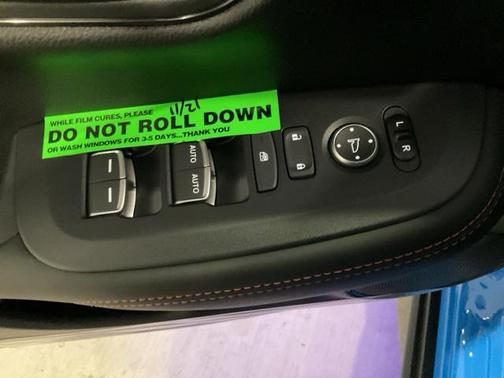 WHILE FILM CURES, PLEASE
11/21
DO NOT ROLL DOWN
OR WASH WINDOWS FOR 3-5 DAYS...THANK YOU
AUTO
AUTO
L
R